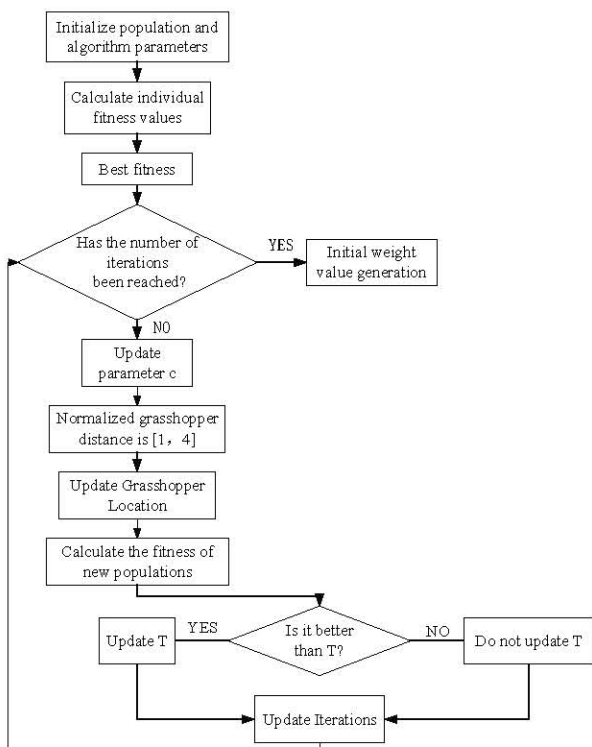 Initialize population and
algorithm parameters
Calculate individual
fitness values
Best fitness
Has the number of
iterations
been reached?
YES
Initial weight
value generation
NO
Update
parameter c
Normalized grasshopper
distance is [1, 4]
Update Grasshopper
Location
Calculate the fitness of
new populations
Is it better
than T?
YES
NO
Update T
Do not update T
Update Iterations